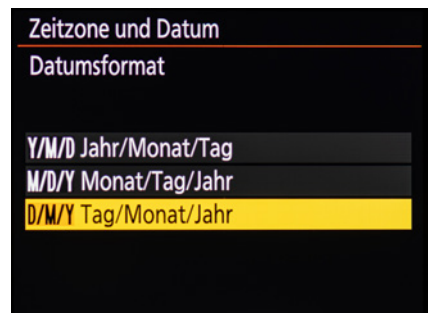 Zeitzone und Datum
Datumsformat
Y/M/D Jahr/Monat/Tag
M/D/Y Monat/Tag/Jahr
D/M/Y Tag/Monat/Jahr